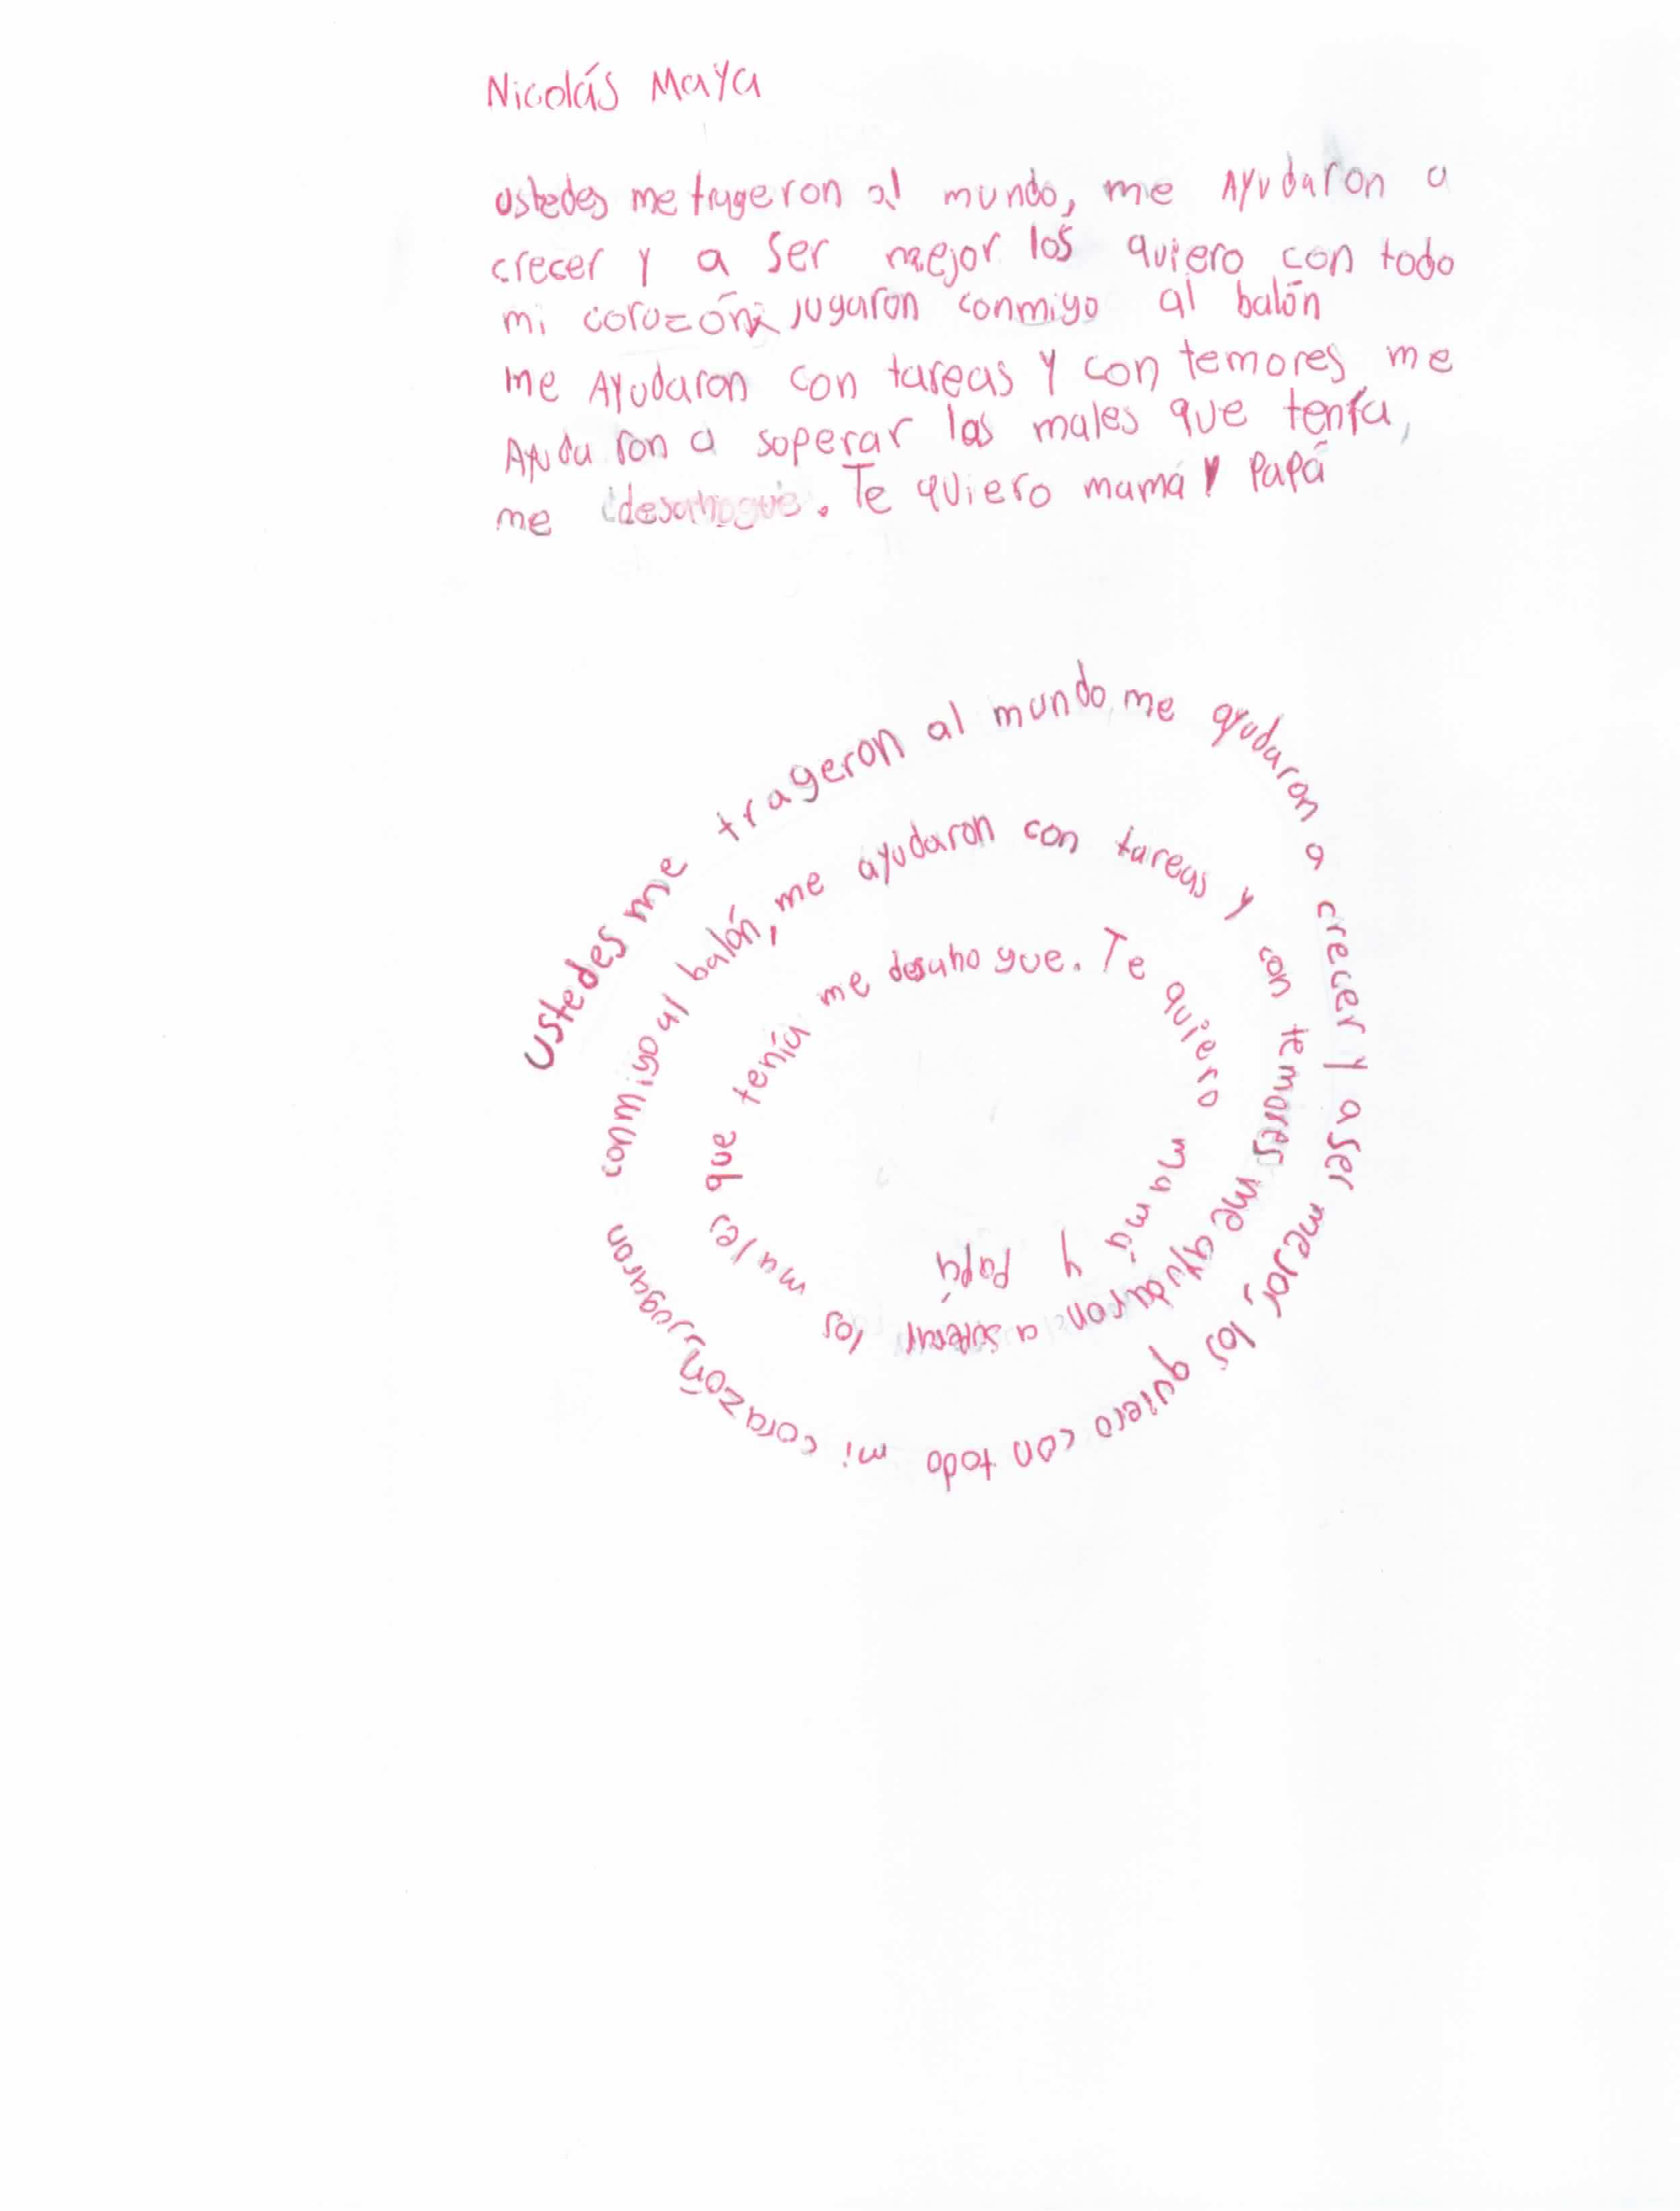 Nicolás Maya
ustedes me trageron al mundo, me Ayudaron a
crecer y a ser mejor los quiero con todo
mi corazón jugaron conmigo al balón
me Ayudaron con tareas y con temores me
Ayudaron a soperar los males que tenía,
me desahogué. Te quiero mamá y Papá
ustedes me trageron al mundo, me ayudaron a crecer y a ser mejor, los quiero con todo mi corazón, jugaron conmigo al balón, me ayudaron con tareas y con temores me ayudaron a superar los males que tenía me desahogue. Te quiero mamá y papá